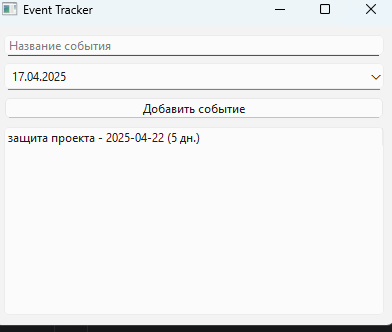 Event Tracker
Название события
17.04.2025
Добавить событие
защита проекта - 2025-04-22 (5 дн.)